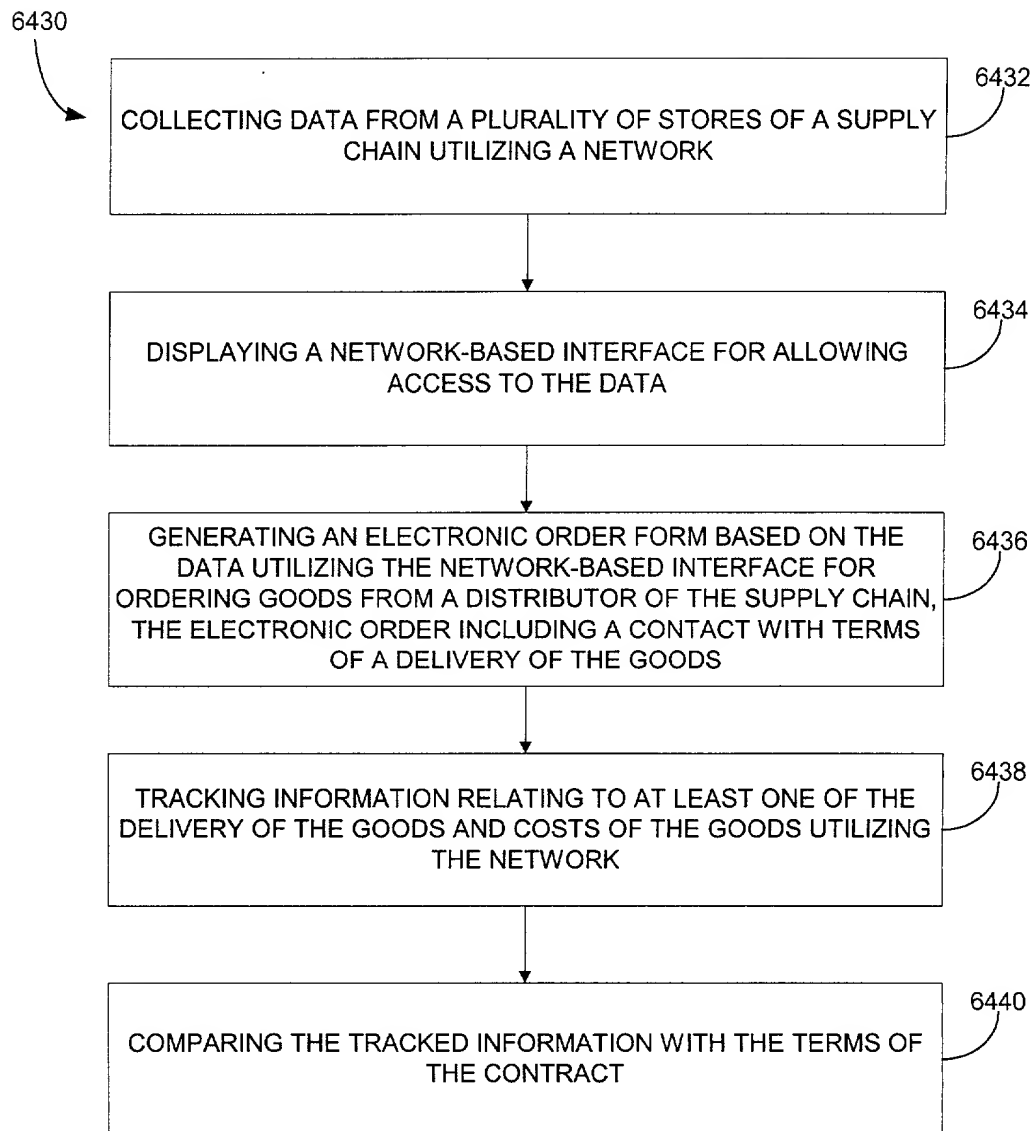 6430
6432
COLLECTING DATA FROM A PLURALITY OF STORES OF A SUPPLY
CHAIN UTILIZING A NETWORK
6434
DISPLAYING A NETWORK-BASED INTERFACE FOR ALLOWING
ACCESS TO THE DATA
6436
GENERATING AN ELECTRONIC ORDER FORM BASED ON THE
DATA UTILIZING THE NETWORK-BASED INTERFACE FOR
ORDERING GOODS FROM A DISTRIBUTOR OF THE SUPPLY CHAIN,
THE ELECTRONIC ORDER INCLUDING A CONTACT WITH TERMS
OF A DELIVERY OF THE GOODS
6438
TRACKING INFORMATION RELATING TO AT LEAST ONE OF THE
DELIVERY OF THE GOODS AND COSTS OF THE GOODS UTILIZING
THE NETWORK
6440
COMPARING THE TRACKED INFORMATION WITH THE TERMS OF
THE CONTRACT